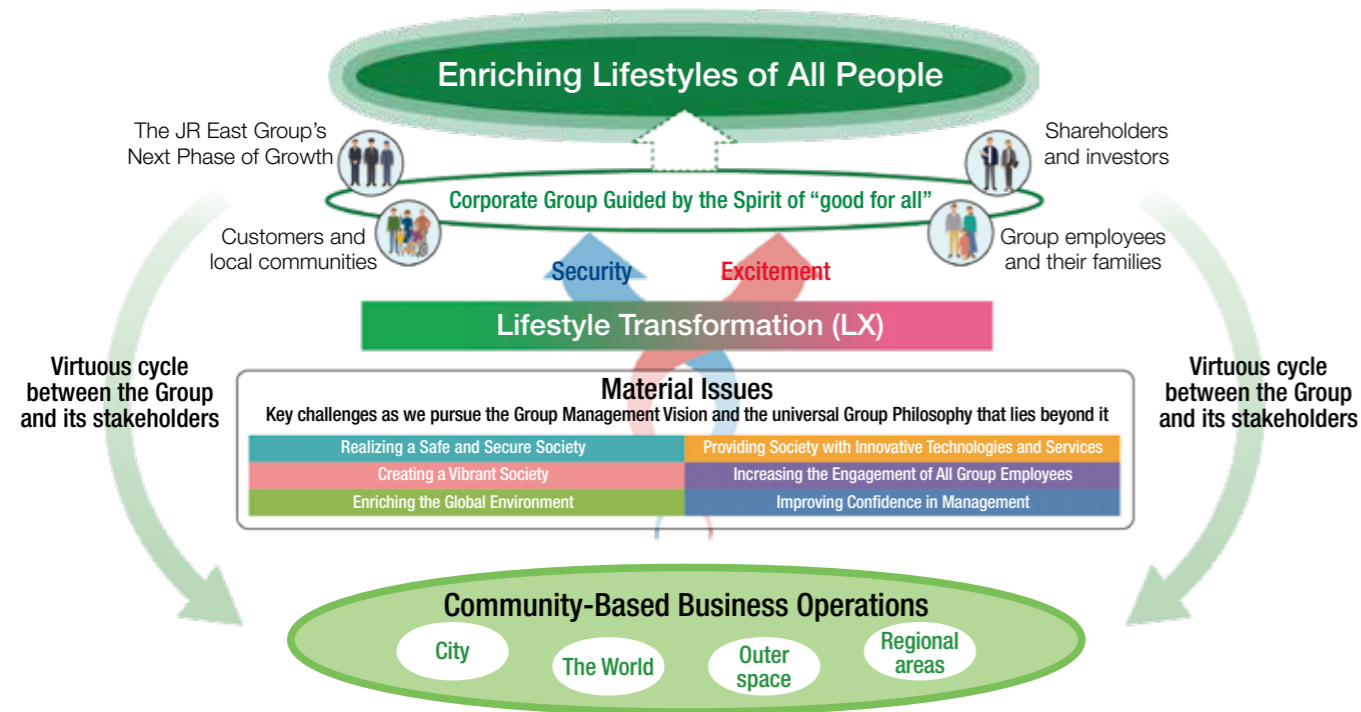 Enriching Lifestyles of All People
The JR East Group's
Next Phase of Growth
Shareholders
and investors
Corporate Group Guided by the Spirit of “good for all”
Customers and
local communities
Group employees
and their families
Security
Excitement
Lifestyle Transformation (LX)
Virtuous cycle
between the Group
and its stakeholders
Material Issues
Key challenges as we pursue the Group Management Vision and the universal Group Philosophy that lies beyond it
Realizing a Safe and Secure Society
Providing Society with Innovative Technologies and Services
Creating a Vibrant Society
Increasing the Engagement of All Group Employees
Enriching the Global Environment
Improving Confidence in Management
Virtuous cycle
between the Group
and its stakeholders
Community-Based Business Operations
City
The World
Outer
space
Regional
areas